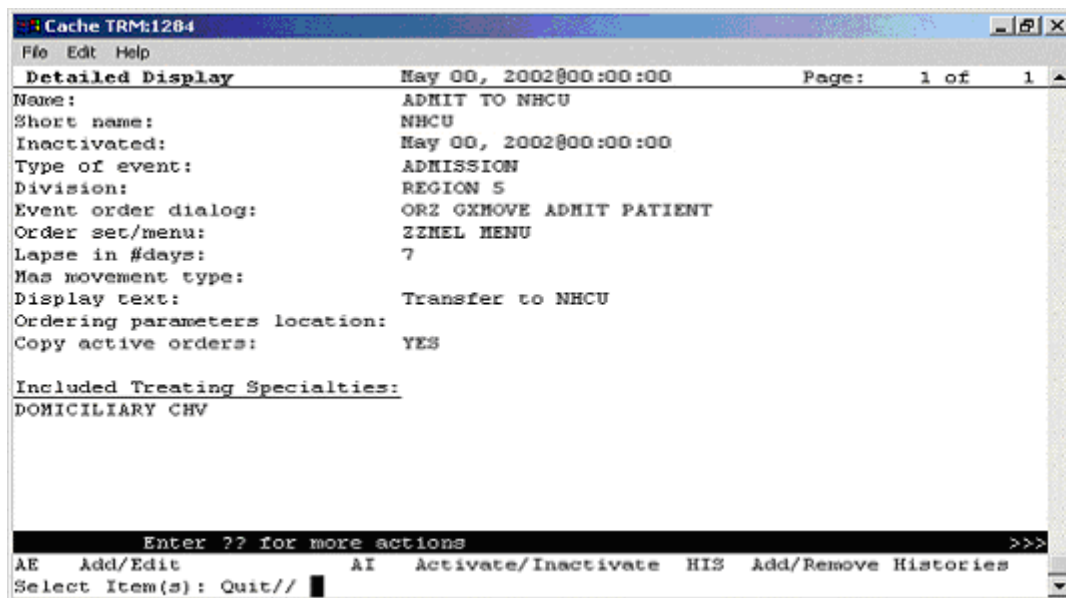 Cache TRM:1284
File Edit Help
Detailed Display May 00, 2002@00:00:00 Page: 1 of 1
Name: ADMIT TO NHCU
Short name: NHCU
Inactivated: May 00, 2002@00:00:00
Type of event: ADMISSION
Division: REGION 5
Event order dialog: ORZ GXMOVE ADMIT PATIENT
Order set/menu: ZZMEL MENU
Lapse in #days: 7
Mas movement type:
Display text: Transfer to NHCU
Ordering parameters location:
Copy active orders: YES
Included Treating Specialties:
DOMICILIARY CHV
Enter ?? for more actions >>>
AE Add/Edit AI Activate/Inactivate HIS Add/Remove Histories
Select Item(s): Quit//